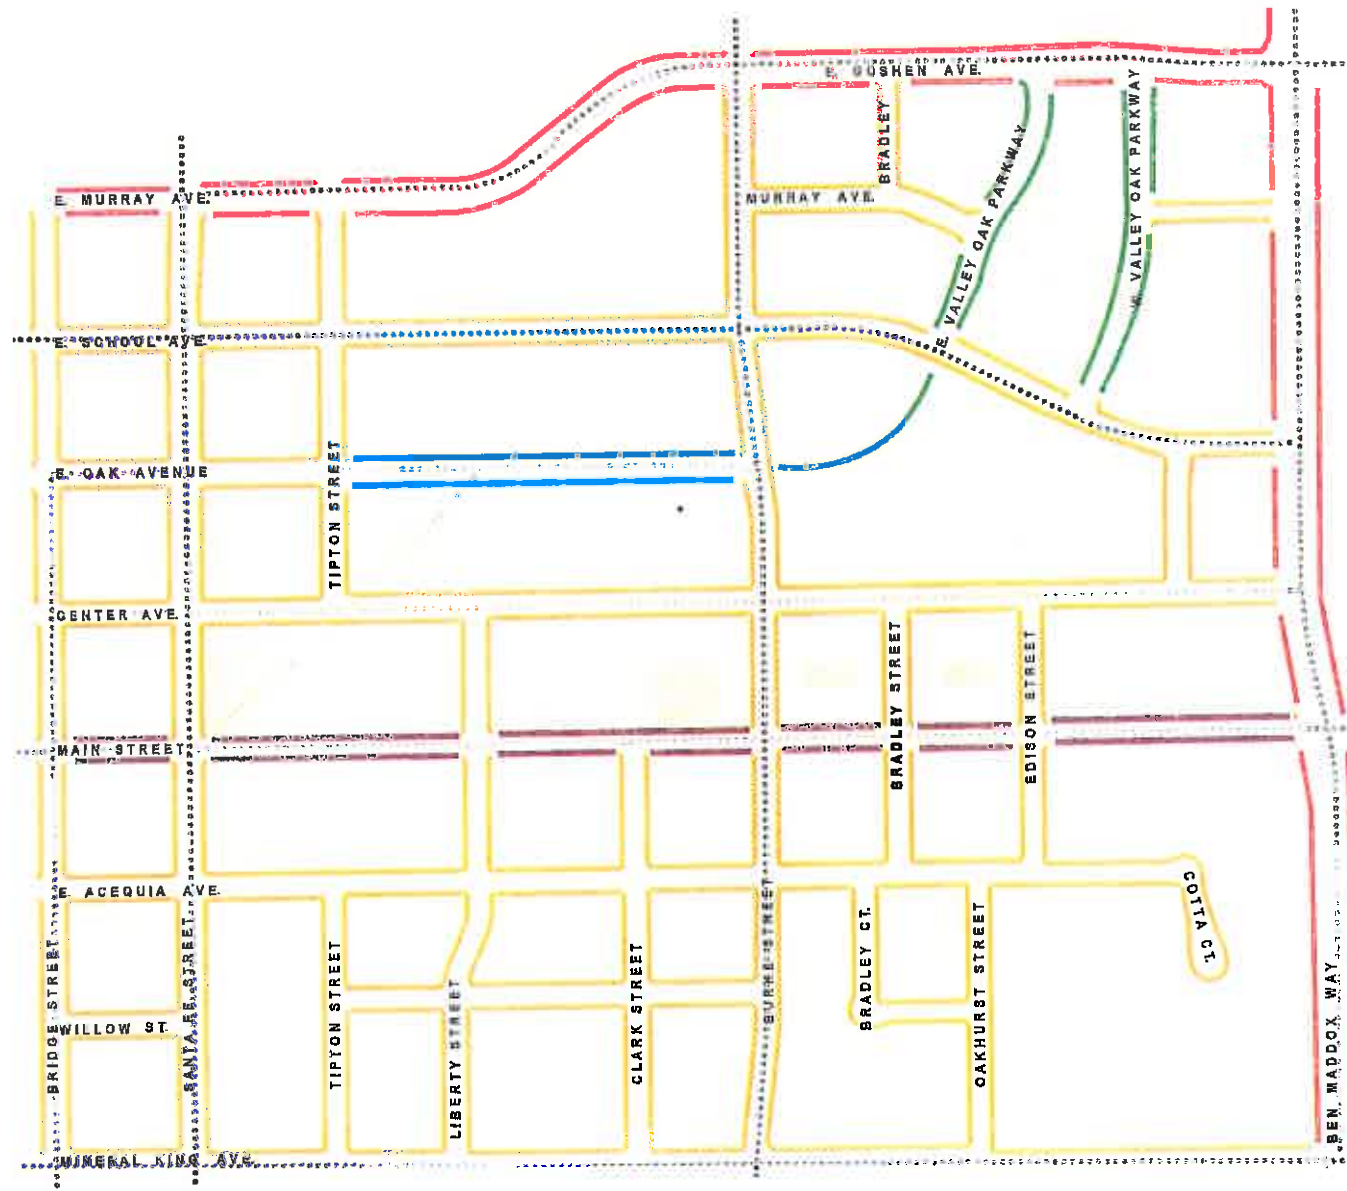 E. GOSHEN AVE.
BRADLEY
E. VALLEY OAK PARKWAY
VALLEY OAK PARKWAY
E. MURRAY AVE.
MURRAY AVE.
E. SCHOOL AVE.
E. OAK AVENUE
TIPTON STREET
CENTER AVE.
BRADLEY STREET
EDISON STREET
MAIN STREET
E. ACEQUIA AVE.
COTTA CT.
BRIDGE STREET
SANTA FE STREET
TIPTON STREET
LIBERTY STREET
CLARK STREET
BURKE STREET
BRADLEY CT.
OAKHURST STREET
BEN MADDOX WAY
WILLOW ST.
MINERAL KING AVE.